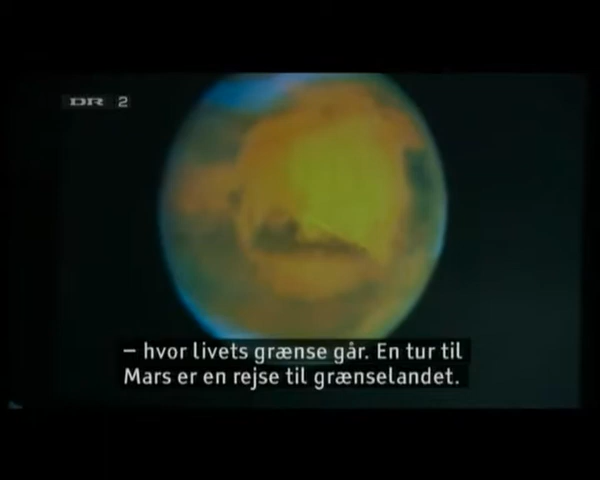 DR 2
– hvor livets grænse går. En tur til
Mars er en rejse til grænselandet.